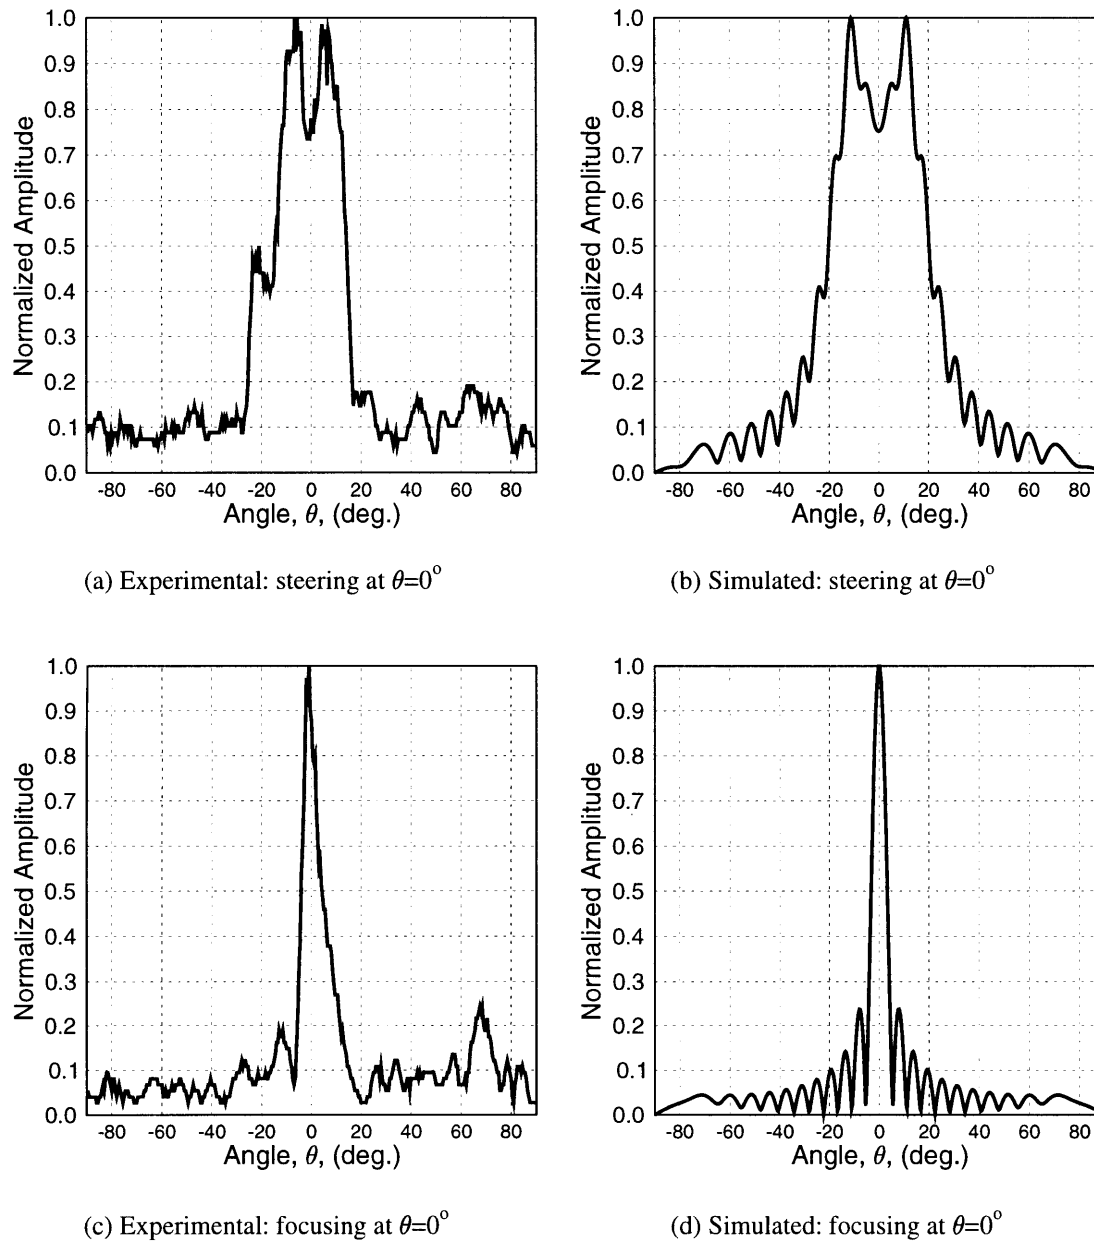 1.0 1.0
0.9 0.9
0.8 0.8
0.7 0.7
0.6 0.6
0.5 0.5
0.4 0.4
0.3 0.3
0.2 0.2
0.1 0.1
0.0 0.0
Normalized Amplitude Normalized Amplitude
-80 -60 -40 -20 0 20 40 60 80 -80 -60 -40 -20 0 20 40 60 80
Angle, θ, (deg.) Angle, θ, (deg.)
(a) Experimental: steering at θ=0° (b) Simulated: steering at θ=0°
1.0 1.0
0.9 0.9
0.8 0.8
0.7 0.7
0.6 0.6
0.5 0.5
0.4 0.4
0.3 0.3
0.2 0.2
0.1 0.1
0.0 0.0
Normalized Amplitude Normalized Amplitude
-80 -60 -40 -20 0 20 40 60 80 -80 -60 -40 -20 0 20 40 60 80
Angle, θ, (deg.) Angle, θ, (deg.)
(c) Experimental: focusing at θ=0° (d) Simulated: focusing at θ=0°